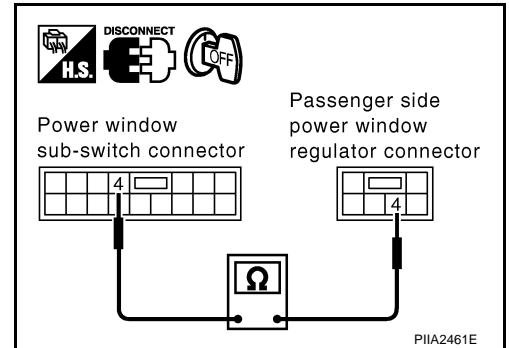 DISCONNECT
H.S.
OFF
Power window
sub-switch connector
Passenger side
power window
regulator connector
4
4
Ω
PIIA2461E